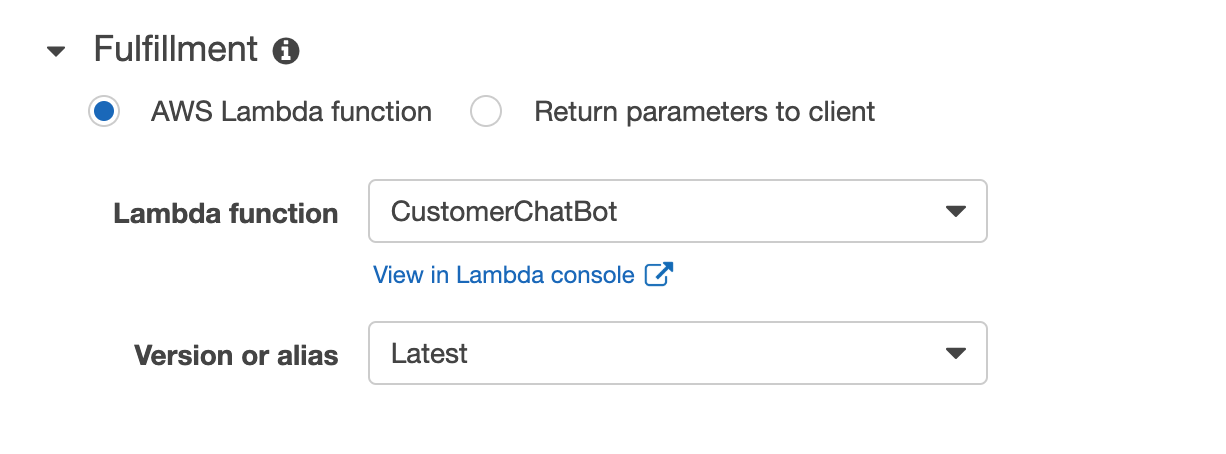 Fulfillment
AWS Lambda function Return parameters to client
Lambda function CustomerChatBot
View in Lambda console
Version or alias Latest